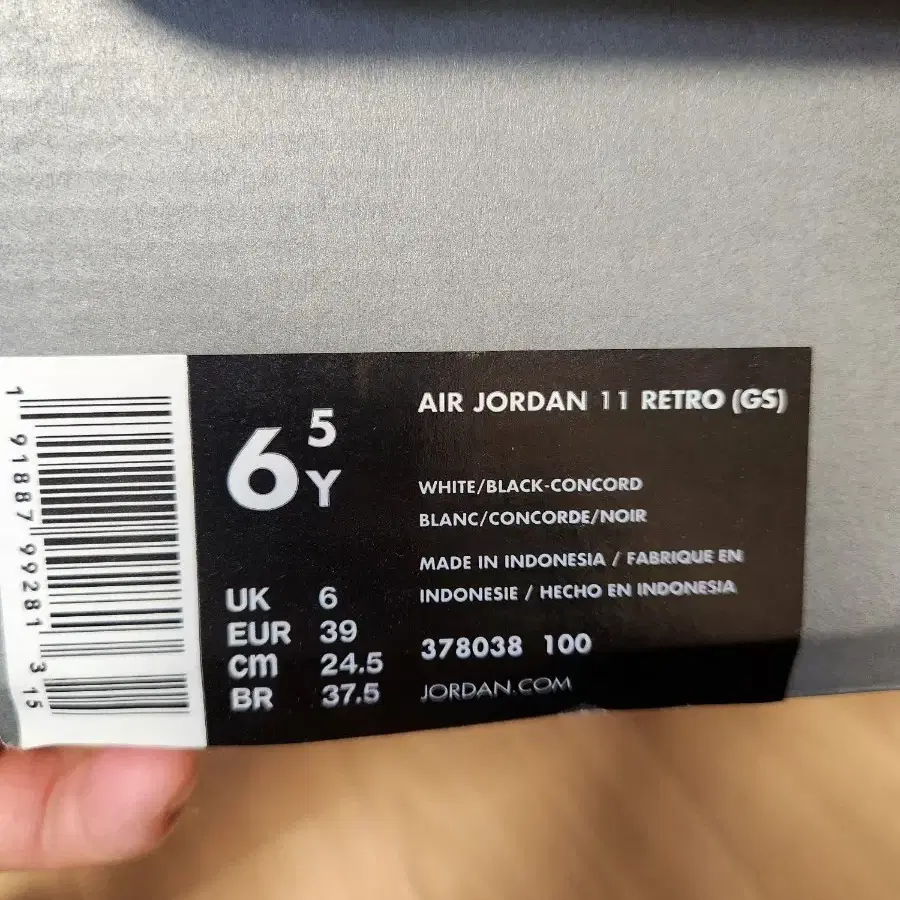 1 91887 99281 3 15
6 5
Y
UK 6
EUR 39
cm 24.5
BR 37.5
AIR JORDAN 11 RETRO (GS)
WHITE/BLACK-CONCORD
BLANC/CONCORDE/NOIR
MADE IN INDONESIA / FABRIQUE EN
INDONESIE / HECHO EN INDONESIA
378038 100
JORDAN.COM